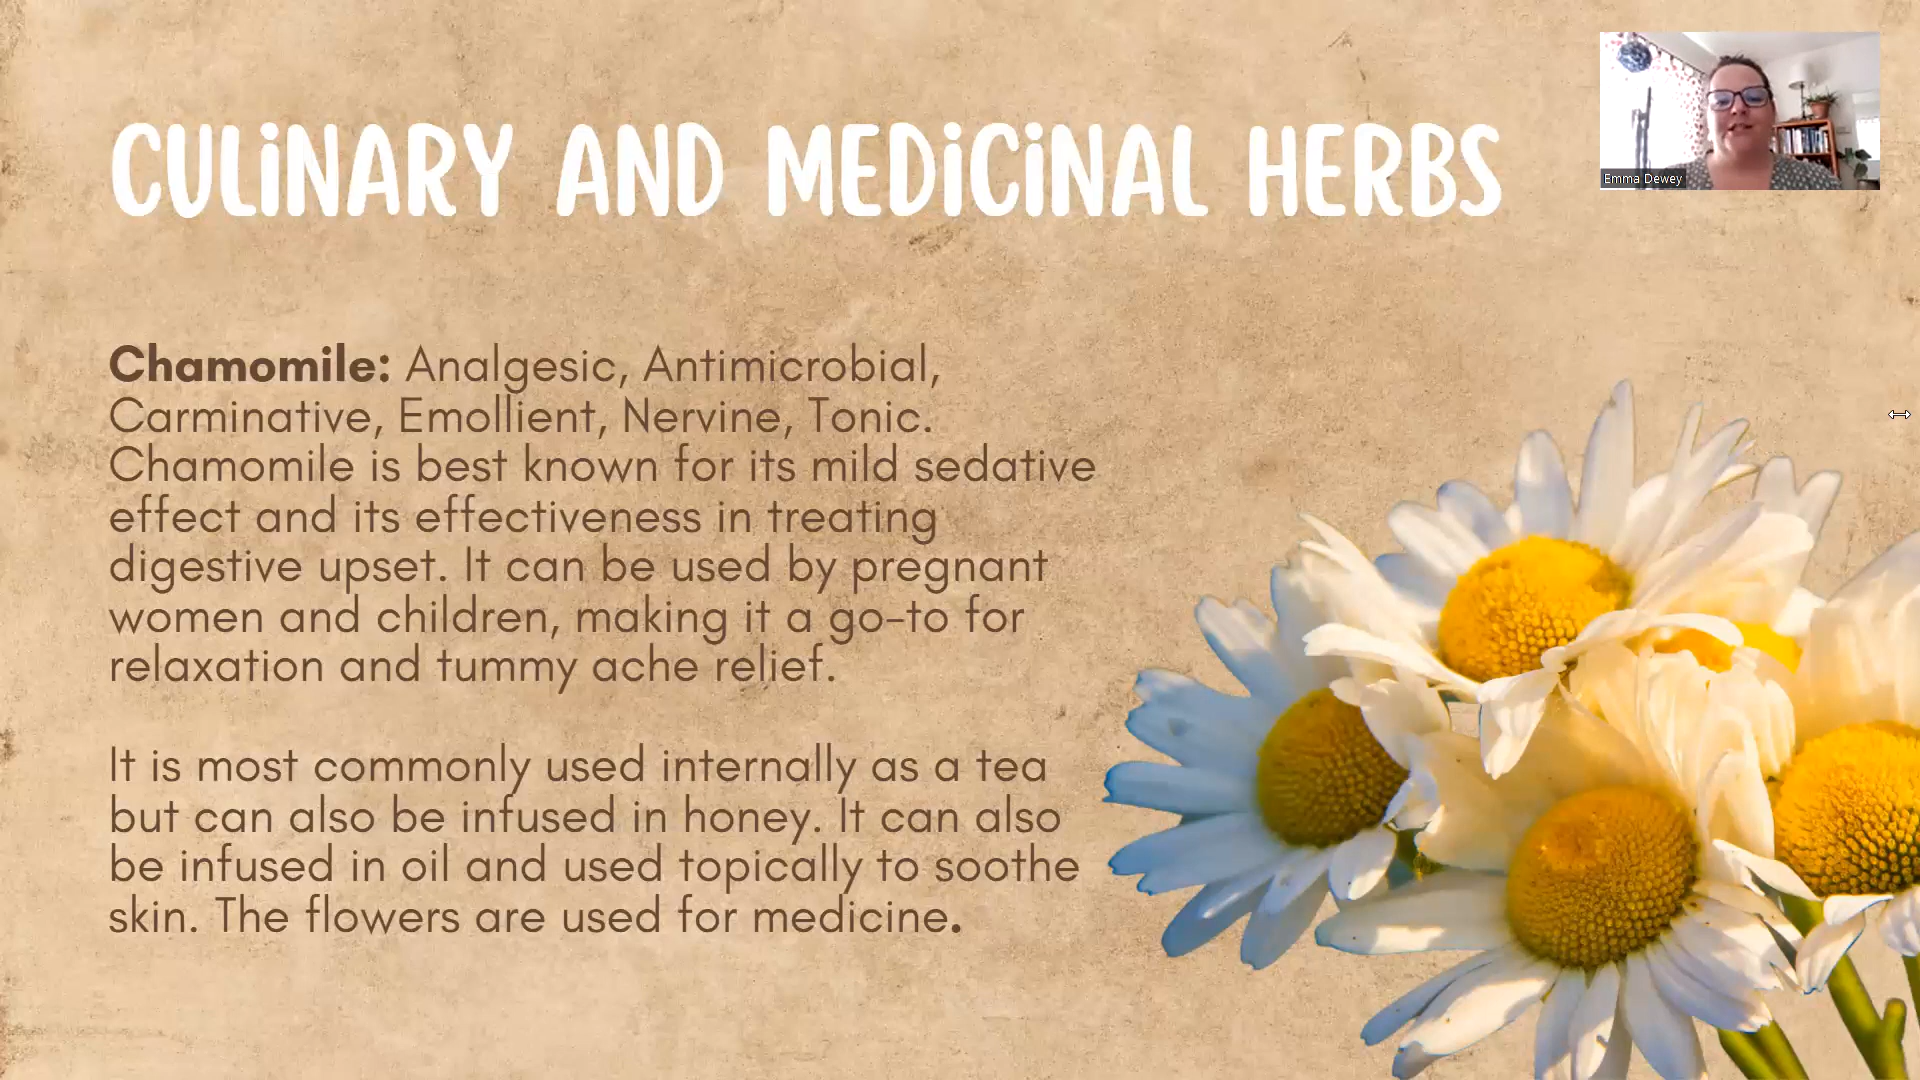 CULiNARY AND MEDiCiNAL HERBS
Emma Dewey
Chamomile: Analgesic, Antimicrobial,
Carminative, Emollient, Nervine, Tonic.
Chamomile is best known for its mild sedative
effect and its effectiveness in treating
digestive upset. It can be used by pregnant
women and children, making it a go-to for
relaxation and tummy ache relief.
It is most commonly used internally as a tea
but can also be infused in honey. It can also
be infused in oil and used topically to soothe
skin. The flowers are used for medicine.